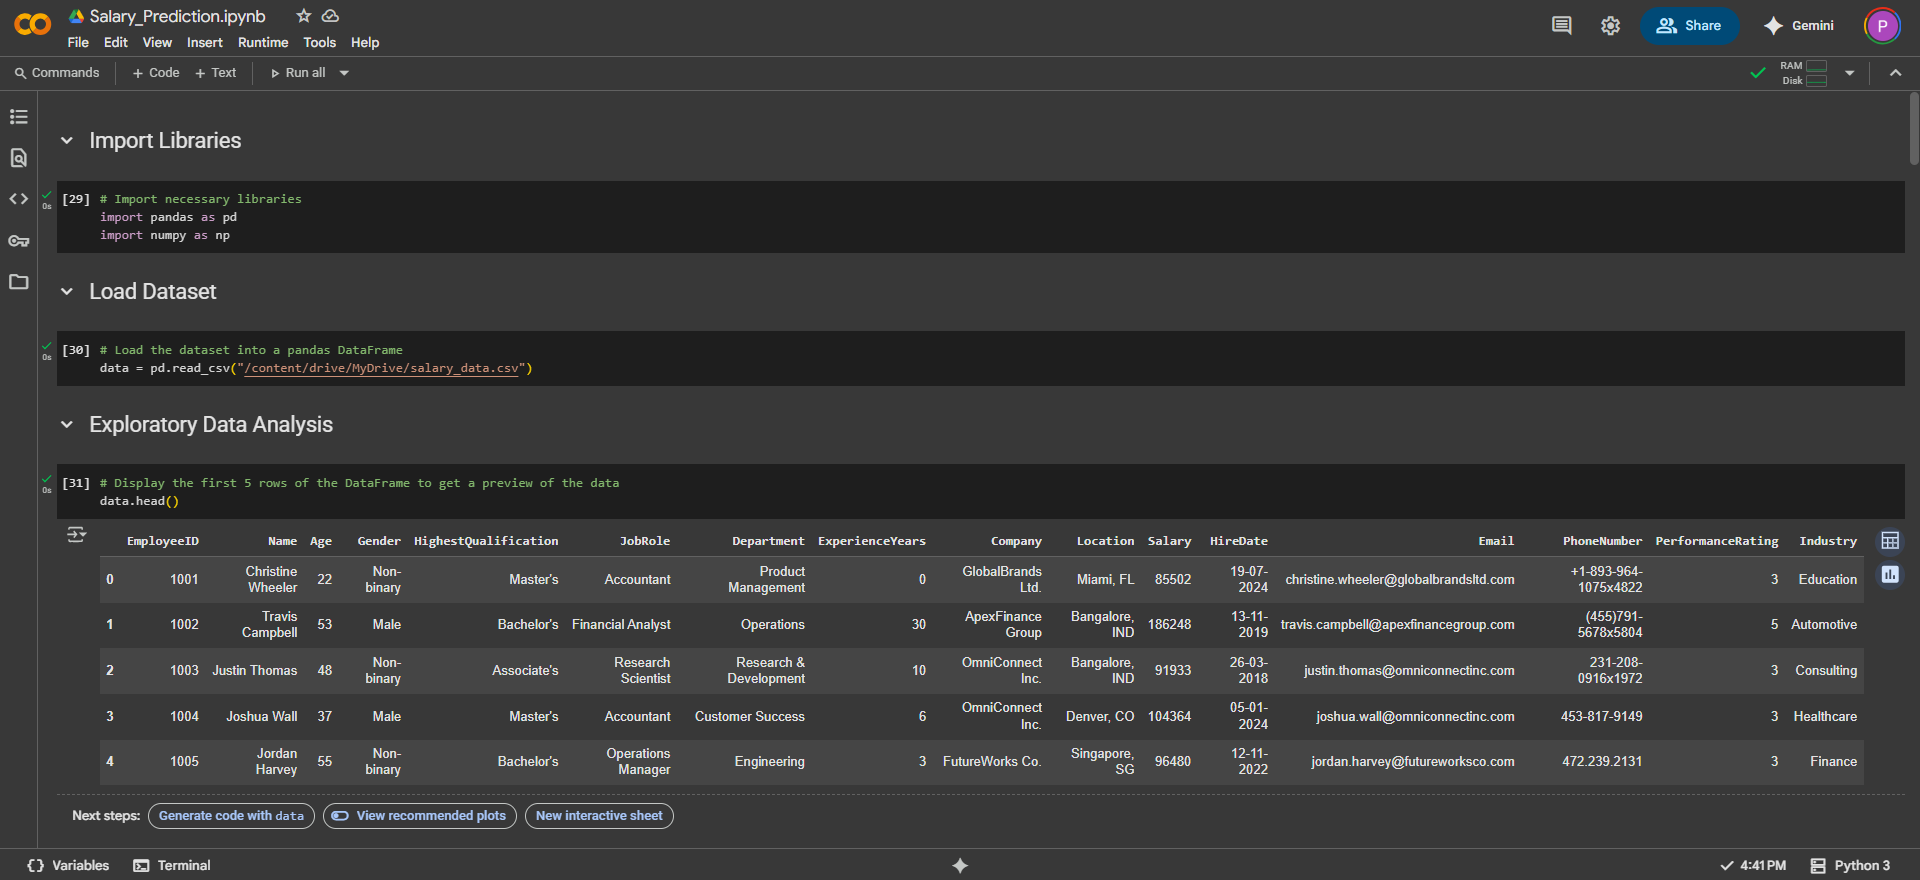 Salary_Prediction.ipynb
File Edit View Insert Runtime Tools Help
Share
Gemini
P
Commands
+ Code + Text
Run all
RAM
Disk
Import Libraries
0s
[29] # Import necessary libraries
import pandas as pd
import numpy as np
Load Dataset
0s
[30] # Load the dataset into a pandas DataFrame
data = pd.read_csv("/content/drive/MyDrive/salary_data.csv")
Exploratory Data Analysis
0s
[31] # Display the first 5 rows of the DataFrame to get a preview of the data
data.head()
EmployeeID Name Age Gender HighestQualification JobRole Department ExperienceYears Company Location Salary HireDate Email PhoneNumber PerformanceRating Industry
0 1001 Christine Wheeler 22 Non-binary Master's Accountant Product Management 0 GlobalBrands Ltd. Miami, FL 85502 19-07-2024 christine.wheeler@globalbrandsltd.com +1-893-964-1075x4822 3 Education
1 1002 Travis Campbell 53 Male Bachelor's Financial Analyst Operations 30 ApexFinance Group Bangalore, IND 186248 13-11-2019 travis.campbell@apexfinancegroup.com (455)791-5678x5804 5 Automotive
2 1003 Justin Thomas 48 Non-binary Associate's Research Scientist Research & Development 10 OmniConnect Inc. Bangalore, IND 91933 26-03-2018 justin.thomas@omniconnectinc.com 231-208-0916x1972 3 Consulting
3 1004 Joshua Wall 37 Male Master's Accountant Customer Success 6 OmniConnect Inc. Denver, CO 104364 05-01-2024 joshua.wall@omniconnectinc.com 453-817-9149 3 Healthcare
4 1005 Jordan Harvey 55 Non-binary Bachelor's Operations Manager Engineering 3 FutureWorks Co. Singapore, SG 96480 12-11-2022 jordan.harvey@futureworksco.com 472.239.2131 3 Finance
Next steps: Generate code with data View recommended plots New interactive sheet
Variables Terminal
4:41 PM Python 3